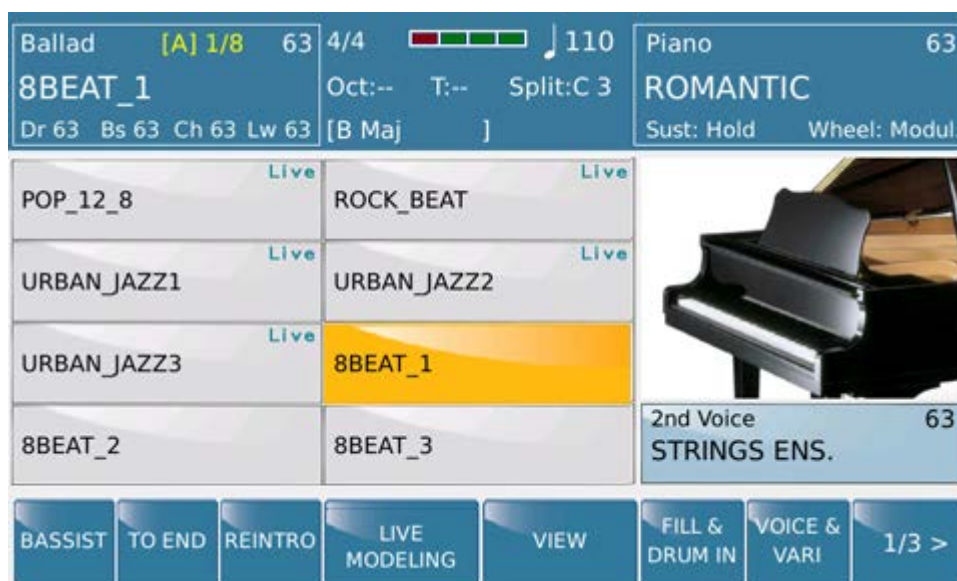 Ballad [A] 1/8 63
8BEAT_1
Dr 63 Bs 63 Ch 63 Lw 63
4/4 110
Oct:-- T:-- Split:C 3
[B Maj ]
Piano 63
ROMANTIC
Sust: Hold Wheel: Modul.
POP_12_8 Live
ROCK_BEAT Live
URBAN_JAZZ1 Live
URBAN_JAZZ2 Live
URBAN_JAZZ3 Live
8BEAT_1
8BEAT_2
8BEAT_3
2nd Voice 63
STRINGS ENS.
BASSIST
TO END
REINTRO
LIVE
MODELING
VIEW
FILL &
DRUM IN
VOICE &
VARI
1/3 >